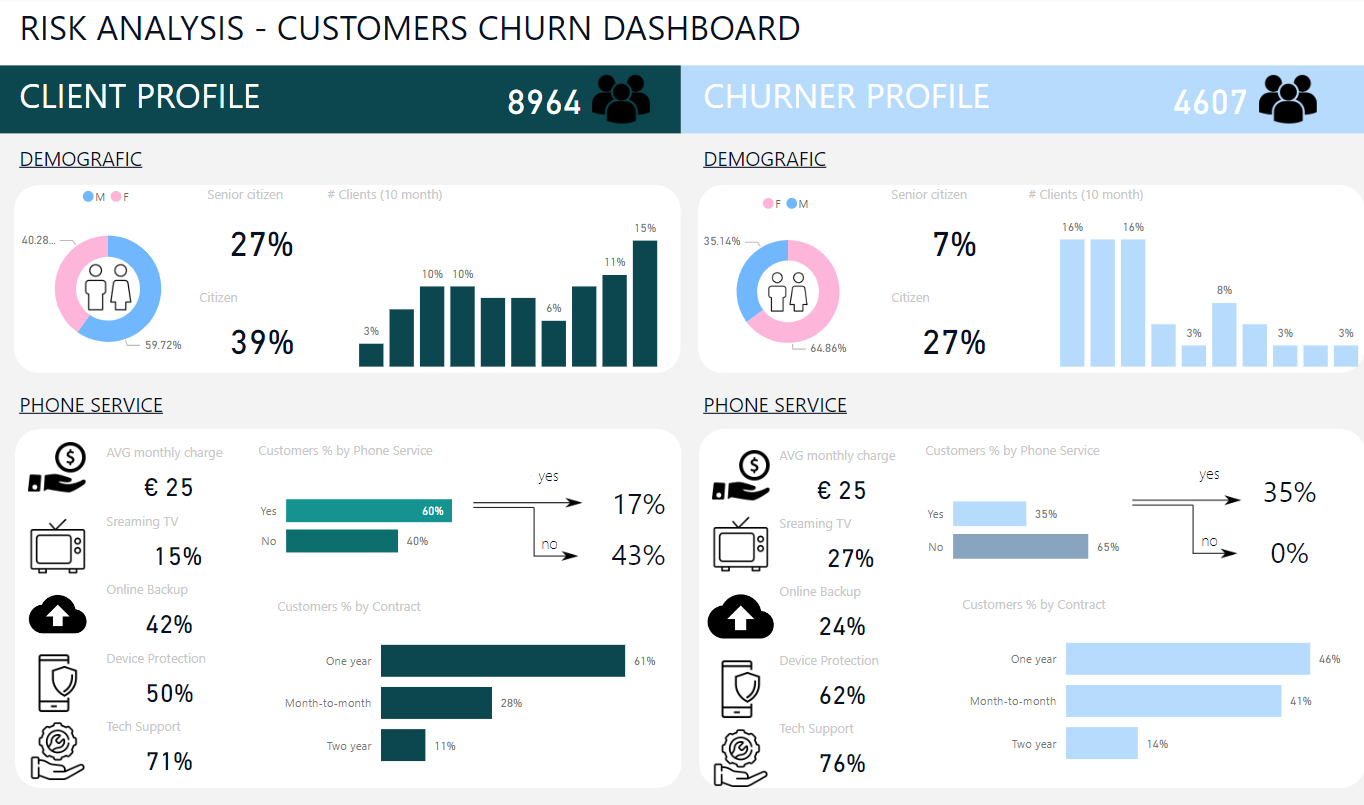 RISK ANALYSIS - CUSTOMERS CHURN DASHBOARD
CLIENT PROFILE
8964
DEMOGRAFIC
M F
40.28...
59.72%
Senior citizen
27%
Citizen
39%
# Clients (10 month)
3%
10%
10%
6%
11%
15%
PHONE SERVICE
AVG monthly charge
€ 25
Sreaming TV
15%
Online Backup
42%
Device Protection
50%
Tech Support
71%
Customers % by Phone Service
Yes 60%
No 40%
yes
17%
no
43%
Customers % by Contract
One year 61%
Month-to-month 28%
Two year 11%
CHURNER PROFILE
4607
DEMOGRAFIC
F M
35.14%
64.86%
Senior citizen
7%
Citizen
27%
# Clients (10 month)
16%
16%
3%
8%
3%
3%
PHONE SERVICE
AVG monthly charge
€ 25
Sreaming TV
27%
Online Backup
24%
Device Protection
62%
Tech Support
76%
Customers % by Phone Service
Yes 35%
No 65%
yes
35%
no
0%
Customers % by Contract
One year 46%
Month-to-month 41%
Two year 14%